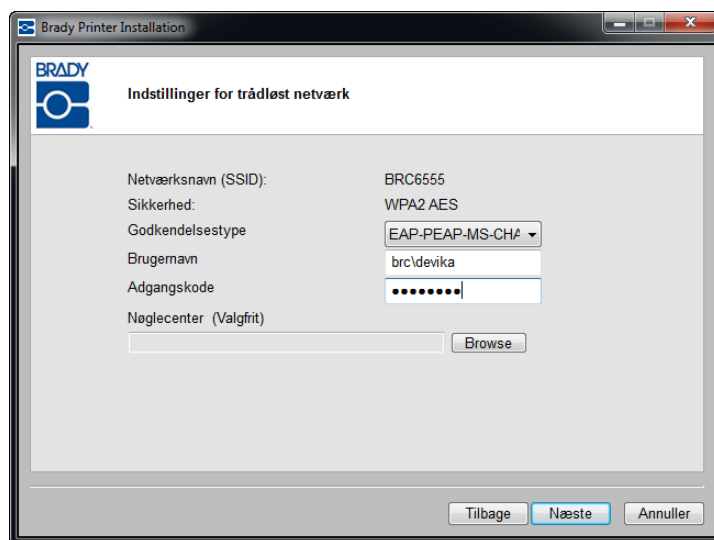 Brady Printer Installation
BRADY
Indstillinger for trådløst netværk
Netværksnavn (SSID): BRC6555
Sikkerhed: WPA2 AES
Godkendelsestype EAP-PEAP-MS-CHA
Brugernavn brc\devika
Adgangskode ●●●●●●●●
Nøglecenter (Valgfrit)
Browse
Tilbage Næste Annuller